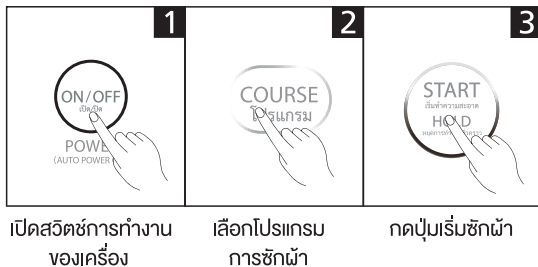 1
ON/OFF
เปิด/ปิด
(AUTO POWER
2
COURSE
โปรแกรม
3
START
เริ่มทำความสะอาด
HOLD
เปิดสวิตช์การทำงาน
ของเครื่อง
เลือกโปรแกรม
การซักผ้า
กดปุ่มเริ่มซักผ้า